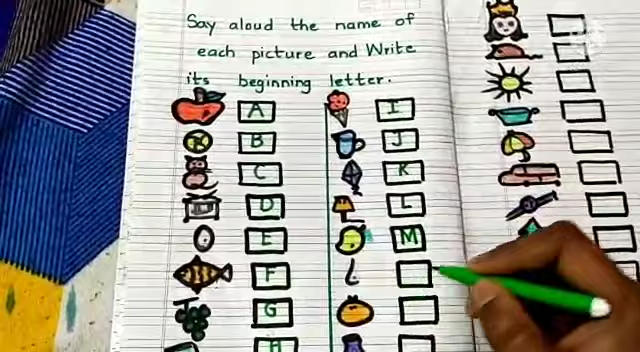 Say aloud the name of
each picture and Write
its beginning letter.
A I
B J
C K
D L
E M
F
G
H